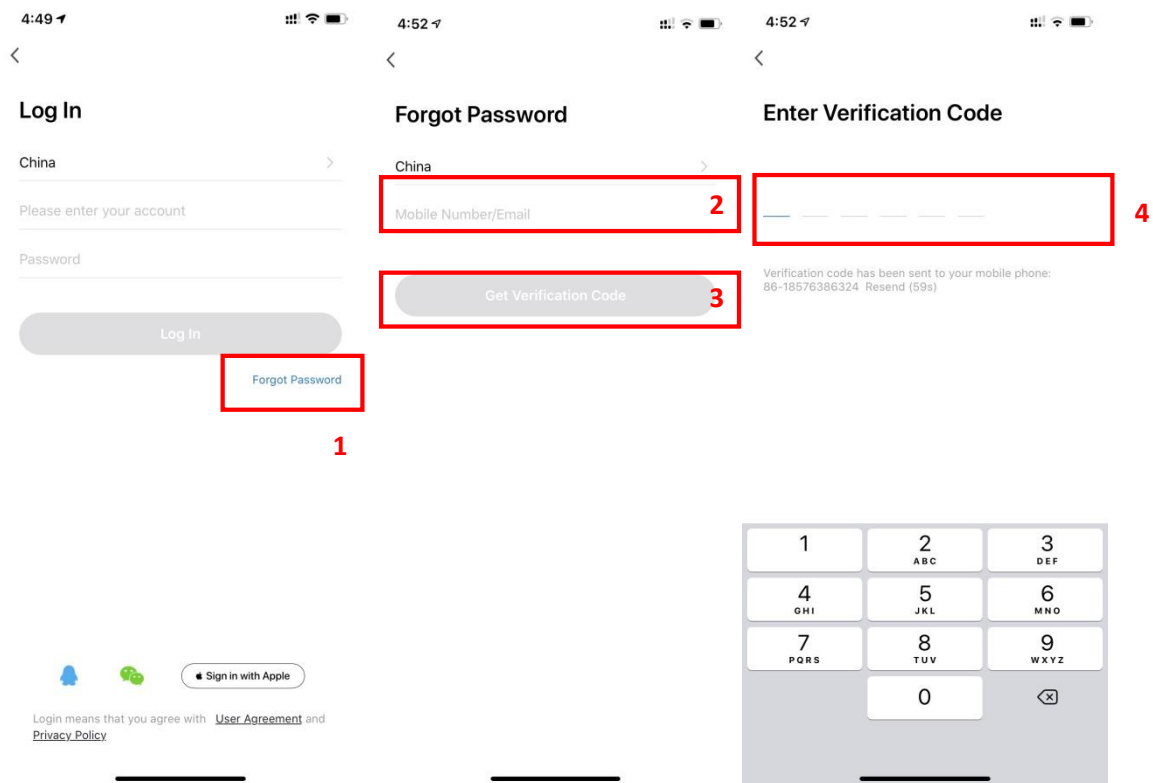 4:49
Log In
China
Please enter your account
Password
Log In
Forgot Password
1
Sign in with Apple
Login means that you agree with User Agreement and
Privacy Policy
4:52
Forgot Password
China
Mobile Number/Email
2
Get Verification Code
3
4:52
Enter Verification Code
4
Verification code has been sent to your mobile phone:
86-18576386324 Resend (59s)
1 2 3
ABC DEF
4 5 6
GHI JKL MNO
7 8 9
PQRS TUV WXYZ
0